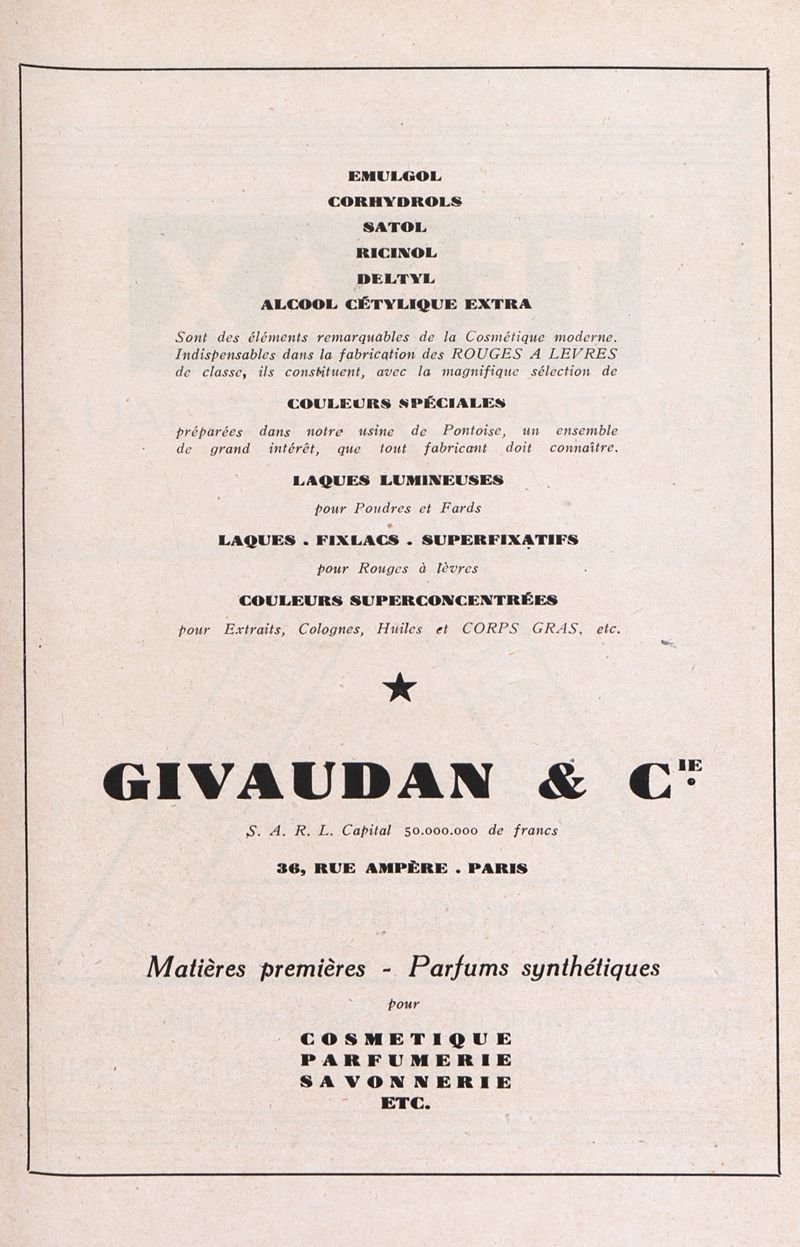 EMULGOL
CORHYDROLS
SATOL
RICINOL
DELTYL
ALCOOL CÉTYLIQUE EXTRA
Sont des éléments remarquables de la Cosmétique moderne.
Indispensables dans la fabrication des ROUGES A LEVRES
de classe, ils constituent, avec la magnifique sélection de
COULEURS SPÉCIALES
préparées dans notre usine de Pontoise, un ensemble
de grand intérêt, que tout fabricant doit connaître.
LAQUES LUMINEUSES
pour Poudres et Fards
LAQUES . FIXLACS . SUPERFIXATIFS
pour Rouges à lèvres
COULEURS SUPERCONCENTRÉES
pour Extraits, Colognes, Huiles et CORPS GRAS, etc.
GIVAUDAN & CIE.
S. A. R. L. Capital 50.000.000 de francs
36, RUE AMPÈRE . PARIS
Matières premières - Parfums synthétiques
pour
COSMETIQUE
PARFUMERIE
SAVONNERIE
ETC.